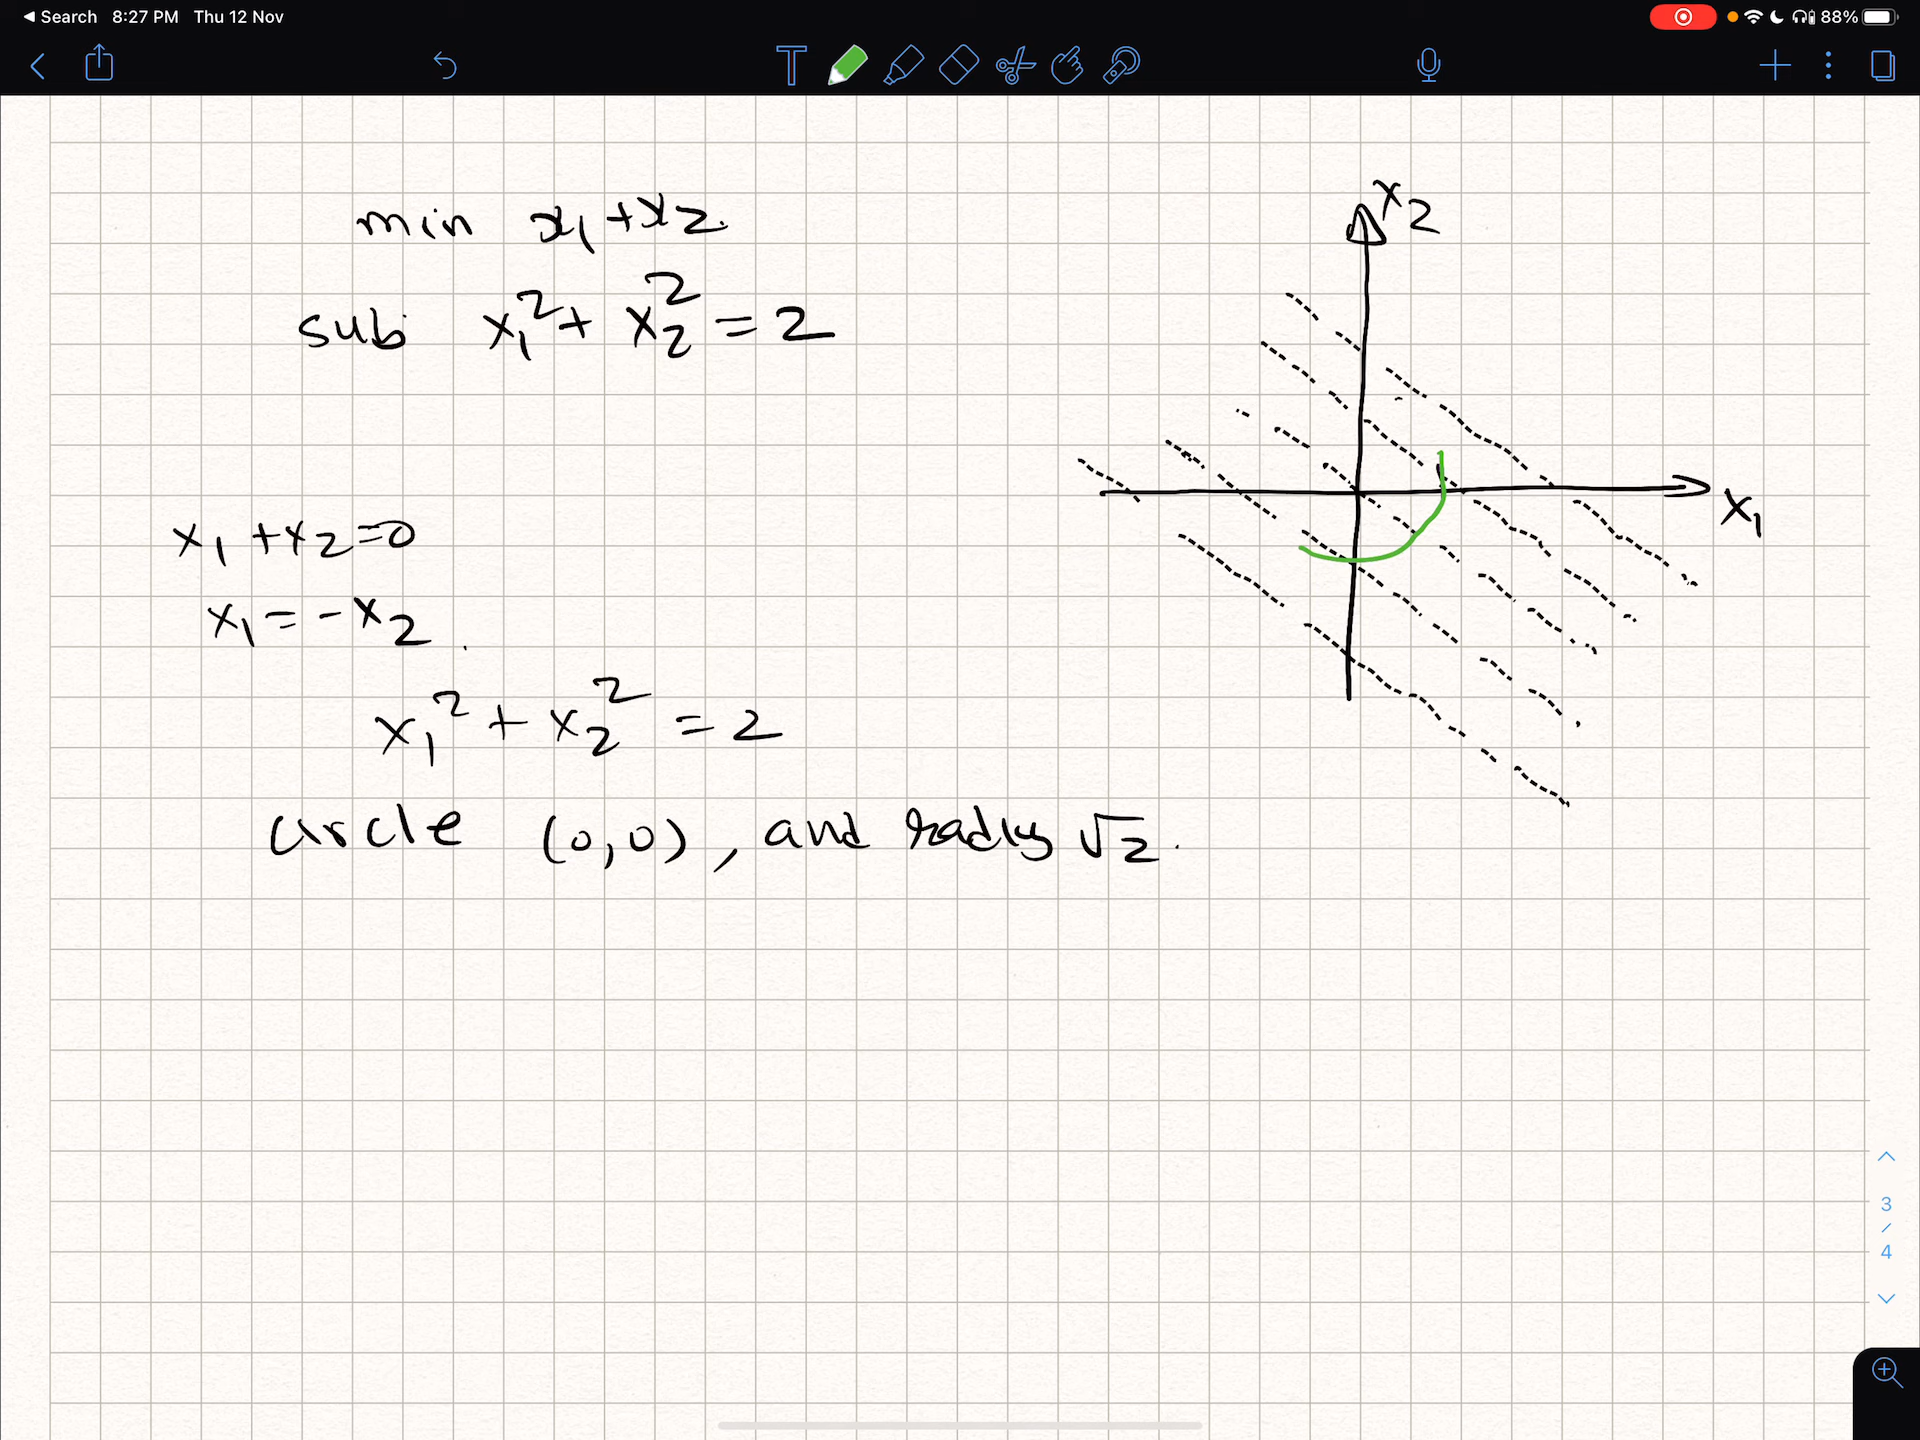 Search 8:27 PM Thu 12 Nov 88%
T
min x₁+x₂.
sub x₁²+ x₂² = 2
x₁ +x₂ =0
x₁ = - x₂ .
x₁² + x₂² = 2
circle (0,0), and radius √2.
x₂
x₁
3
/
4